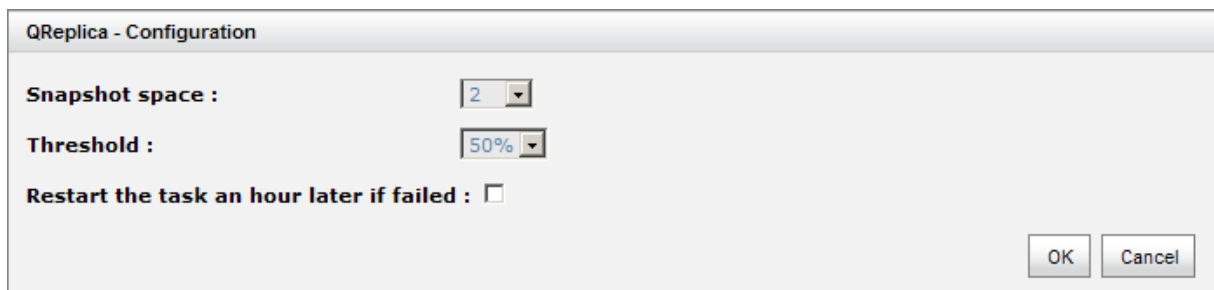 QReplica - Configuration
Snapshot space : 2
Threshold : 50%
Restart the task an hour later if failed :
OK Cancel